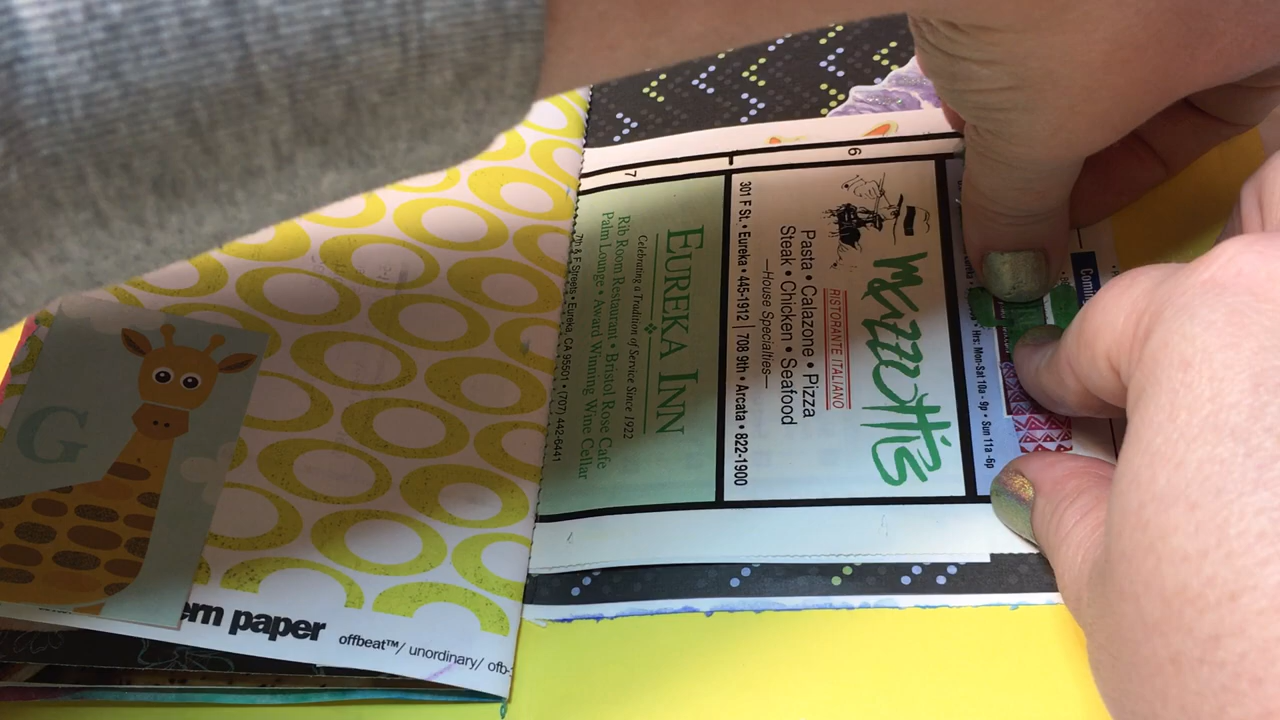 G
ern paper
offbeat™/ unordinary/ ofb
7
EUREKA INN
Celebrating a Tradition of Service Since 1922
Rib Room Restaurant • Bristol Rose Cafe
Palm Lounge • Award Winning Wine Cellar
7th & F Streets • Eureka, CA 95501 • (707) 442-6441
6
Mazzotti's
RISTORANTE ITALIANO
Pasta • Calazone • Pizza
Steak • Chicken • Seafood
—House Specialties—
301 F St. • Eureka • 445-1912 | 708 9th • Arcata • 822-1900
Hrs: Mon-Sat 10a - 9p • Sun 11a -6p